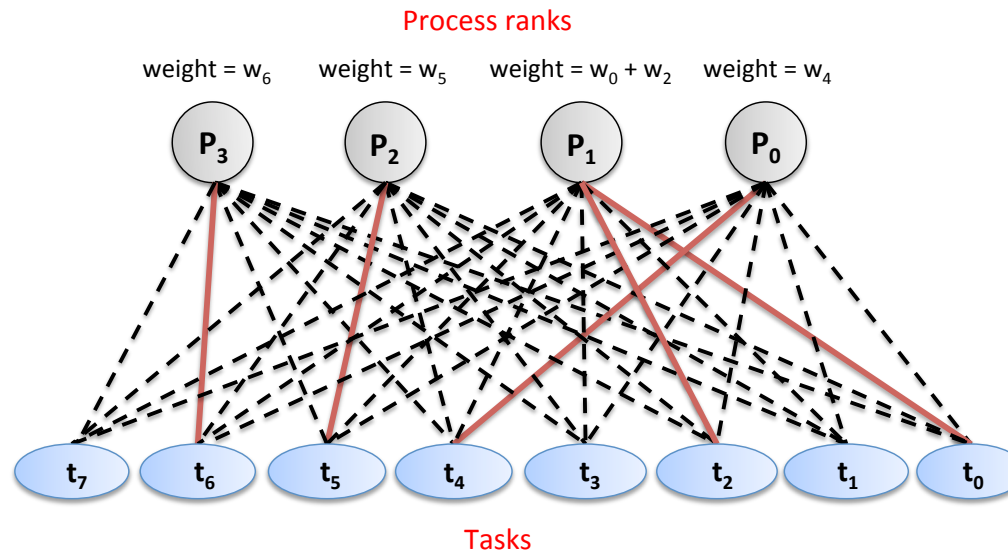 Process ranks
weight = w₆ weight = w₅ weight = w₀ + w₂ weight = w₄
P₃ P₂ P₁ P₀
t₇ t₆ t₅ t₄ t₃ t₂ t₁ t₀
Tasks